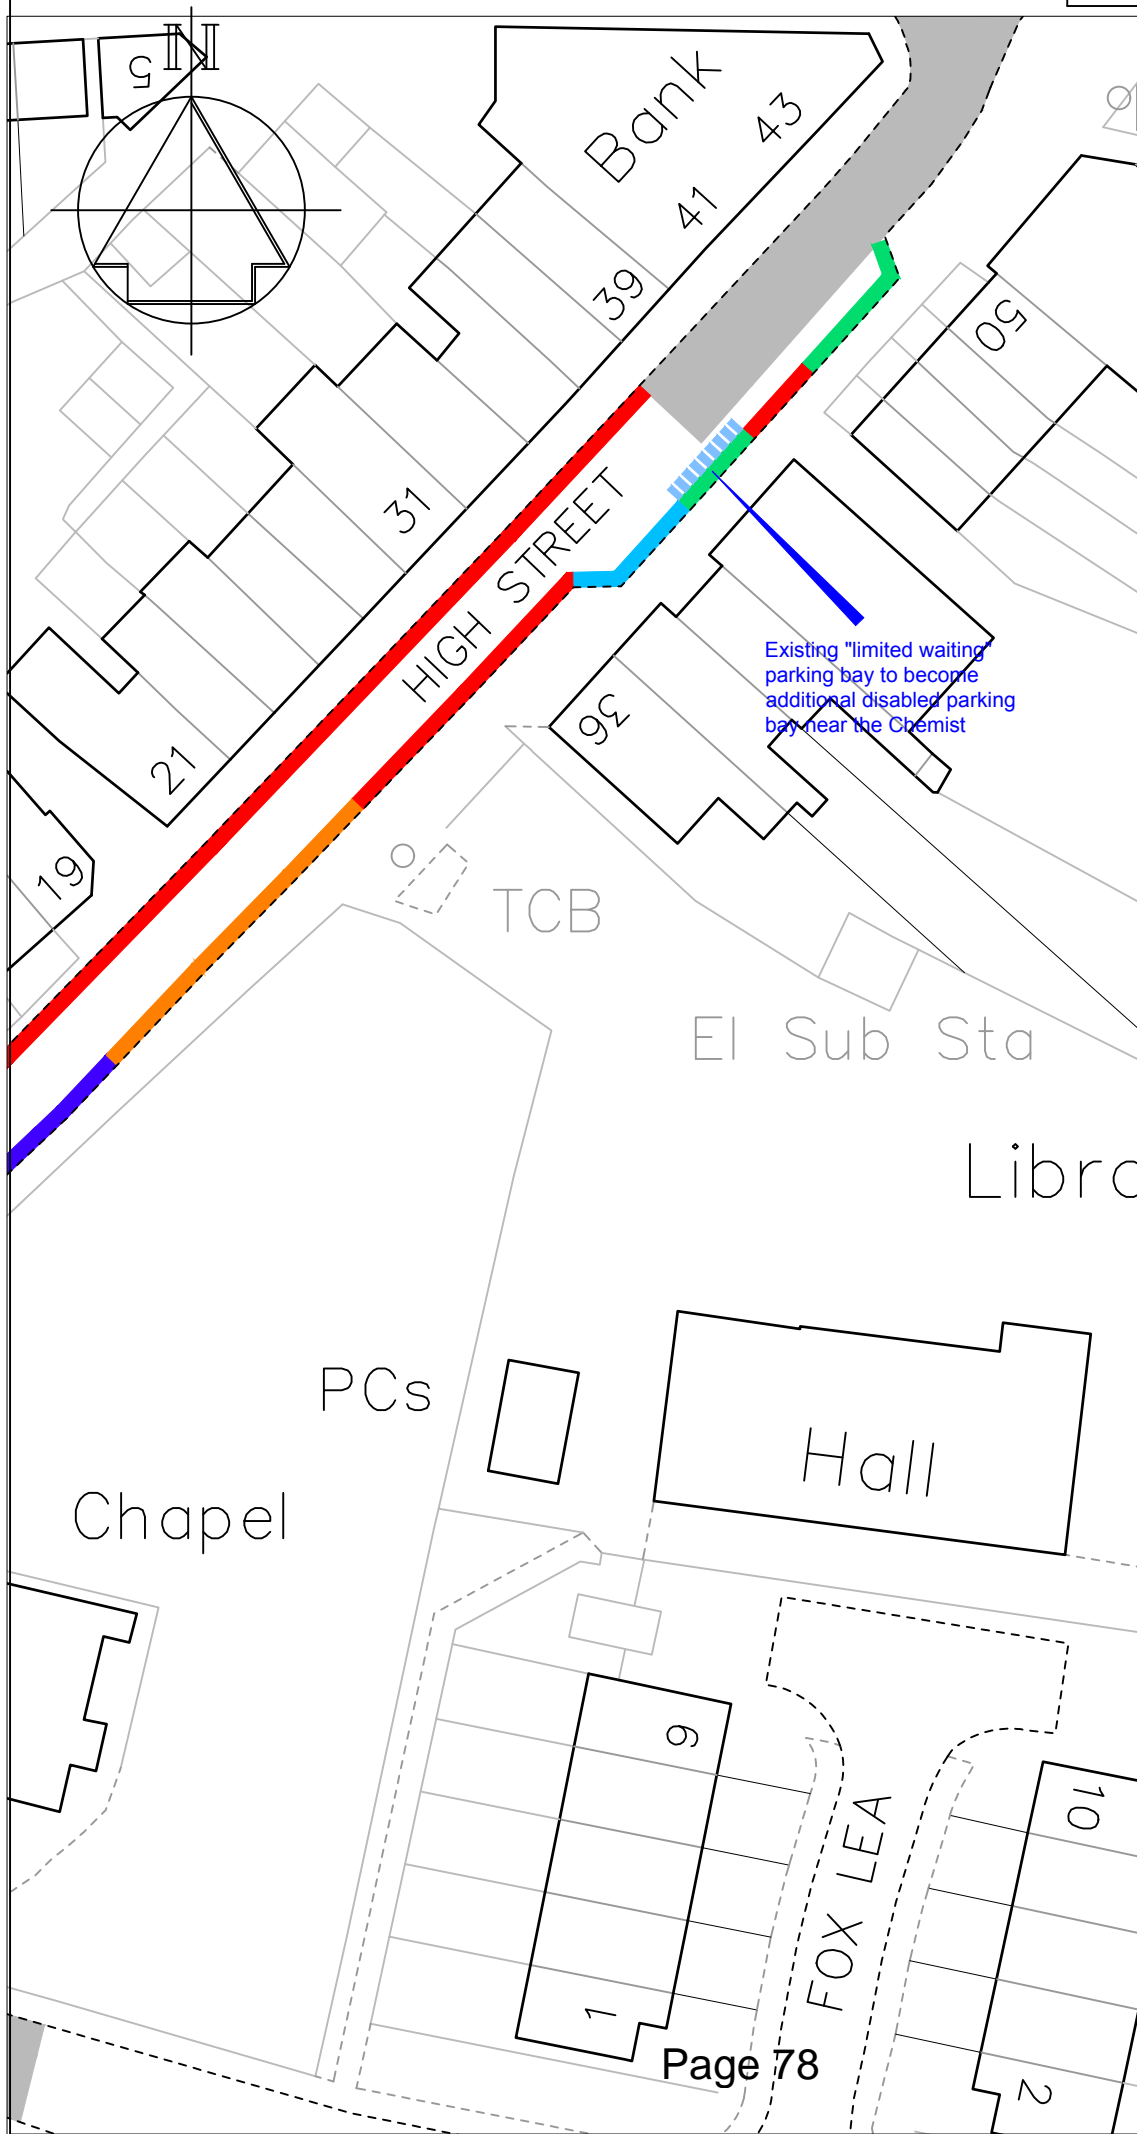 N
5
Bank
43
41
39
50
31
HIGH STREET
Existing "limited waiting"
parking bay to become
additional disabled parking
bay near the Chemist
36
21
19
TCB
El Sub Sta
PCs
Hall
Chapel
6
10
FOX LEA
1
Page 78
2